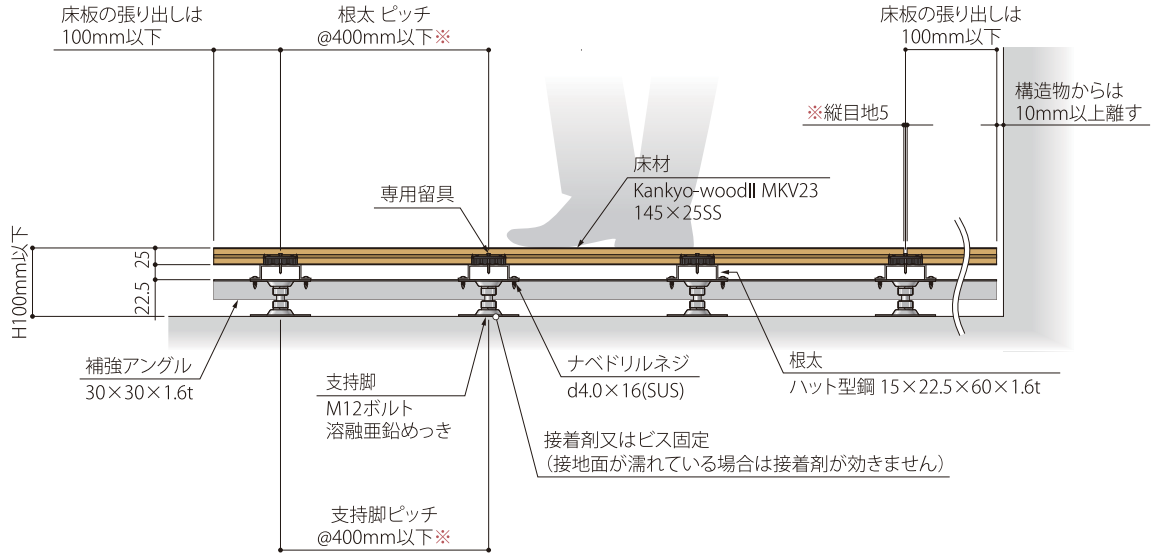 床板の張り出しは
100mm以下
根太 ピッチ
@400mm以下※
床板の張り出しは
100mm以下
構造物からは
10mm以上離す
※縦目地5
床材
Kankyo-woodⅡ MKV23
145×25SS
専用留具
H100mm以下
25
22.5
補強アングル
30×30×1.6t
支持脚
M12ボルト
溶融亜鉛めっき
ナベドリルネジ
d4.0×16(SUS)
根太
ハット型鋼 15×22.5×60×1.6t
接着剤又はビス固定
（接地面が濡れている場合は接着剤が効きません）
支持脚ピッチ
@400mm以下※